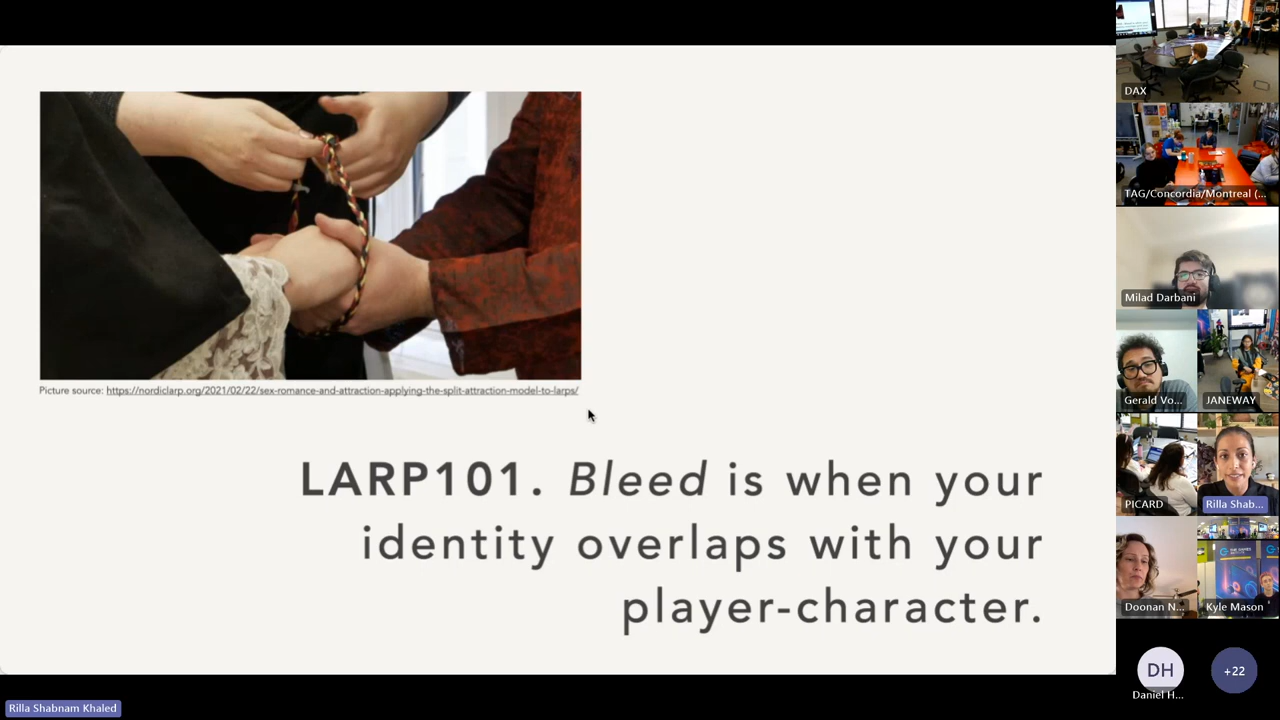 Picture source: https://nordiclarp.org/2021/02/22/sex-romance-and-attraction-applying-the-split-attraction-model-to-larps/
LARP101. Bleed is when your
identity overlaps with your
player-character.
DAX
TAG/Concordia/Montreal (...
Milad Darbani
Gerald Vo...
JANEWAY
PICARD
Rilla Shab...
Doonan N...
Kyle Mason
DH
Daniel H...
+22
Rilla Shabnam Khaled